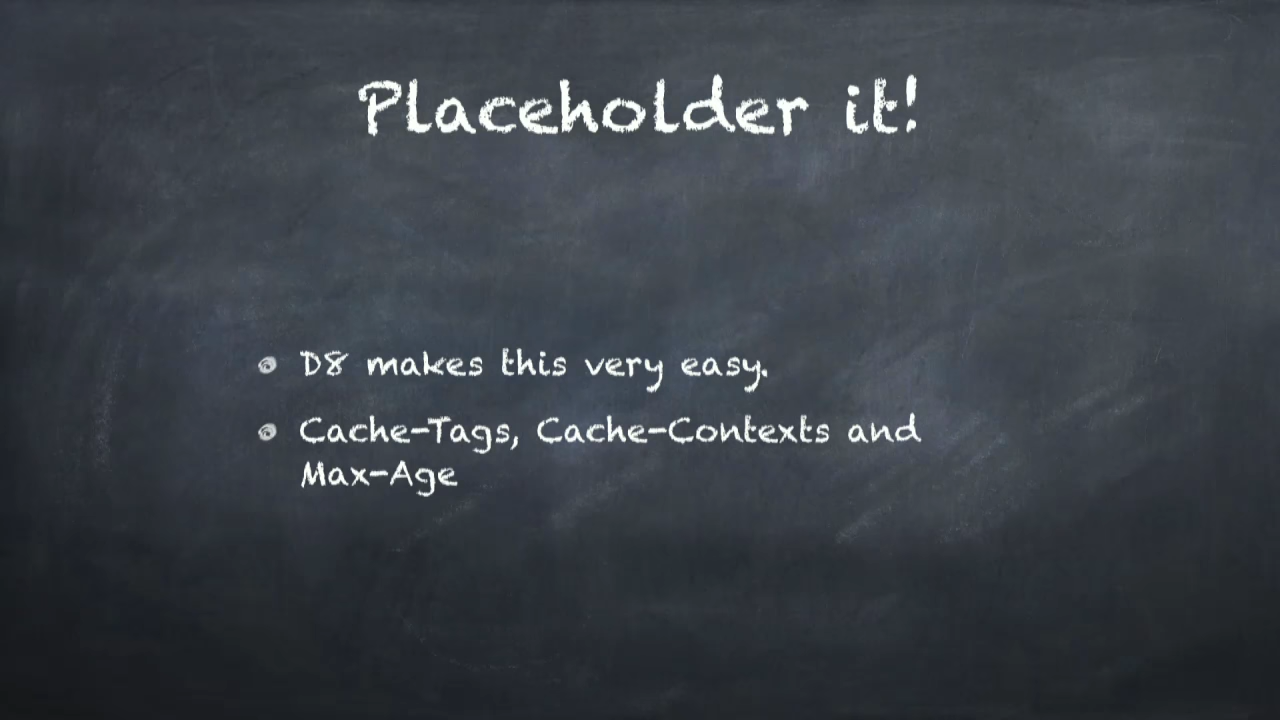 Placeholder it!
D8 makes this very easy.
Cache-Tags, Cache-Contexts and
Max-Age